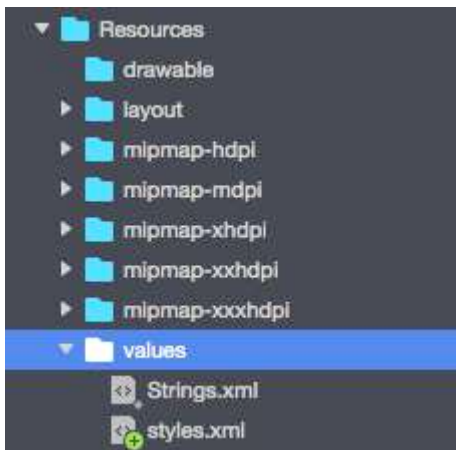 Resources
drawable
layout
mipmap-hdpi
mipmap-mdpi
mipmap-xhdpi
mipmap-xxhdpi
mipmap-xxxhdpi
values
Strings.xml
styles.xml